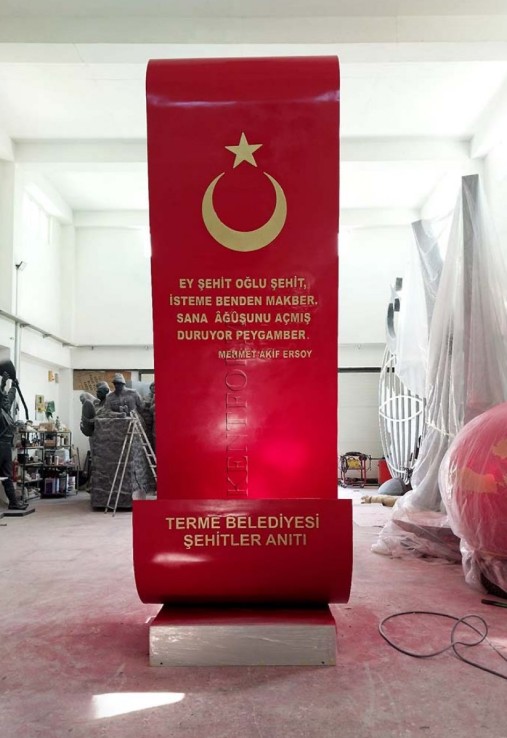 EY ŞEHİT OĞLU ŞEHİT,
İSTEME BENDEN MAKBER.
SANA ÂĞÛŞUNU AÇMIŞ
DURUYOR PEYGAMBER.
MEHMET AKİF ERSOY
TERME BELEDİYESİ
ŞEHİTLER ANITI